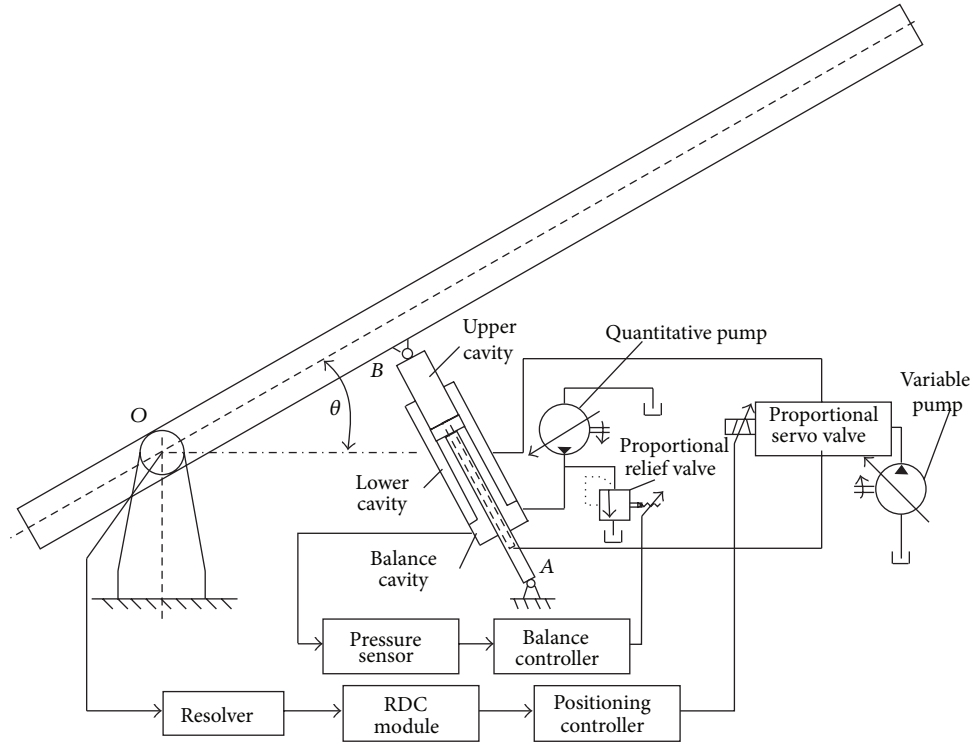 Upper
cavity
Quantitative pump
B
Variable
pump
O
θ
Proportional
servo valve
Proportional
relief valve
Lower
cavity
Balance
cavity
A
Pressure
sensor
Balance
controller
Resolver
RDC
module
Positioning
controller